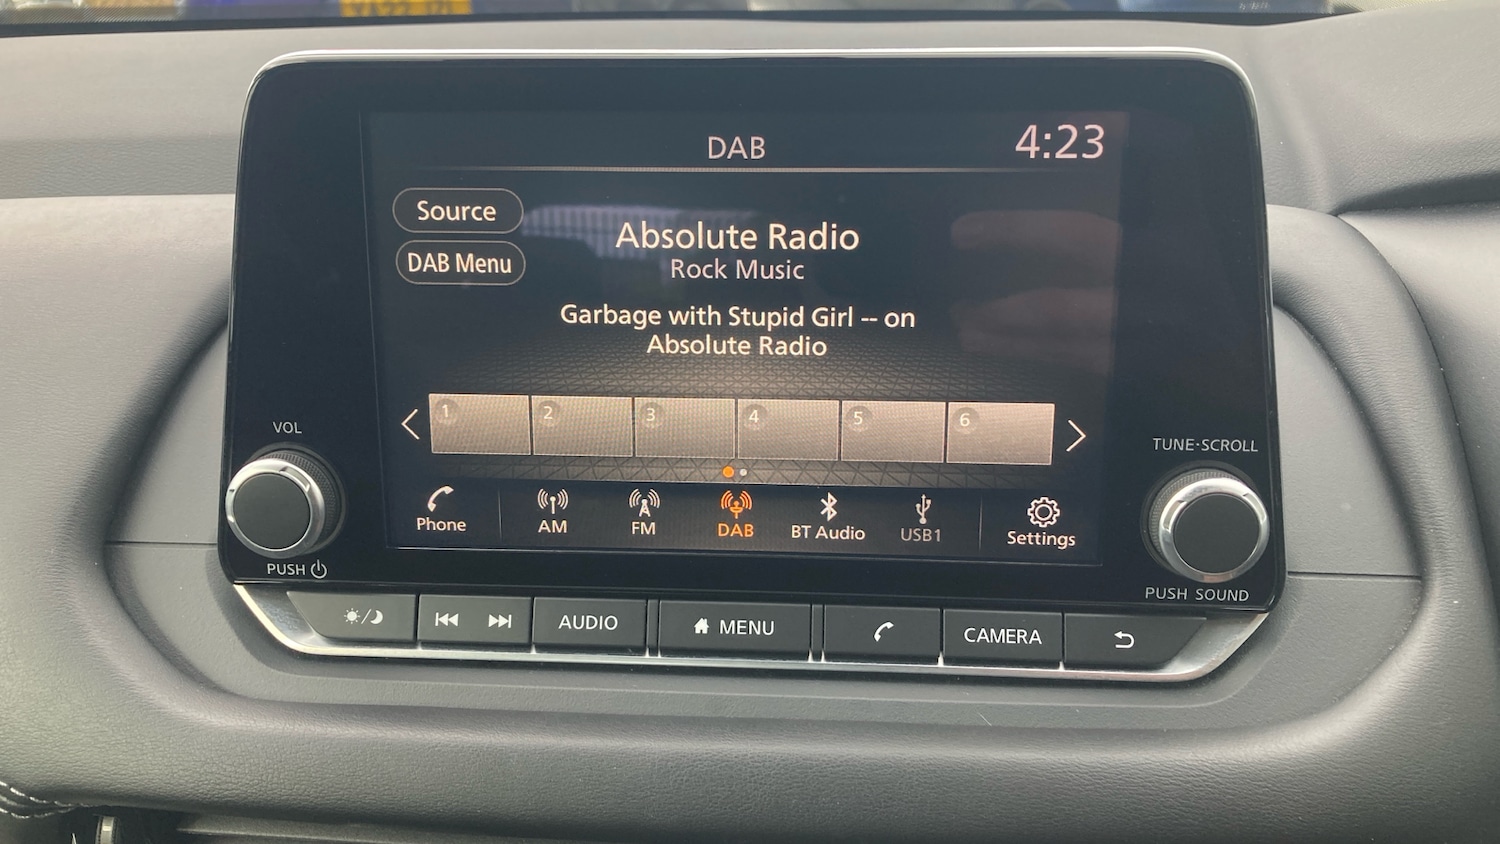 DAB
4:23
Source
Absolute Radio
DAB Menu
Rock Music
Garbage with Stupid Girl -- on
Absolute Radio
1 2 3 4 5 6
VOL
TUNE·SCROLL
Phone
AM
FM
DAB
BT Audio
USB1
Settings
PUSH
PUSH SOUND
AUDIO
MENU
CAMERA